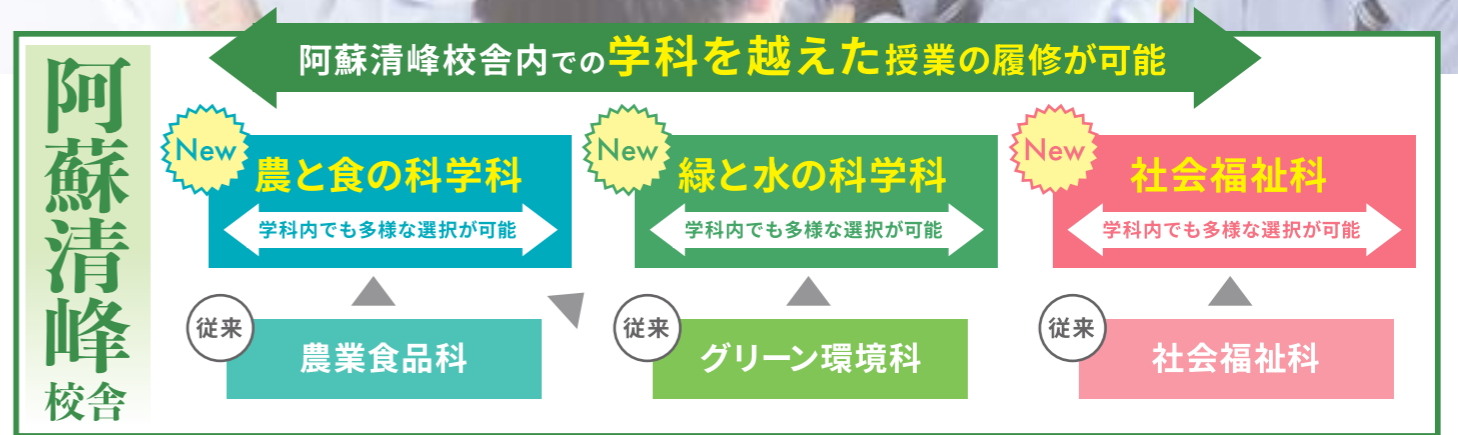 阿蘇清峰校舎
阿蘇清峰校舎内での学科を越えた授業の履修が可能
New
農と食の科学科
学科内でも多様な選択が可能
New
緑と水の科学科
学科内でも多様な選択が可能
New
社会福祉科
学科内でも多様な選択が可能
従来
農業食品科
従来
グリーン環境科
従来
社会福祉科